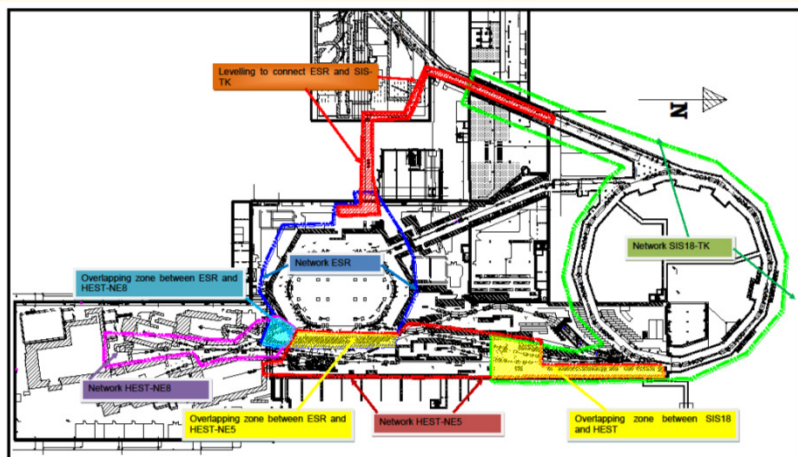 Levelling to connect ESR and SIS-
TK
N
Network SIS18-TK
Network ESR
Overlapping zone between ESR and
HEST-NE8
Network HEST-NE8
Overlapping zone between ESR and
HEST-NE5
Network HEST-NE5
Overlapping zone between SIS18
and HEST